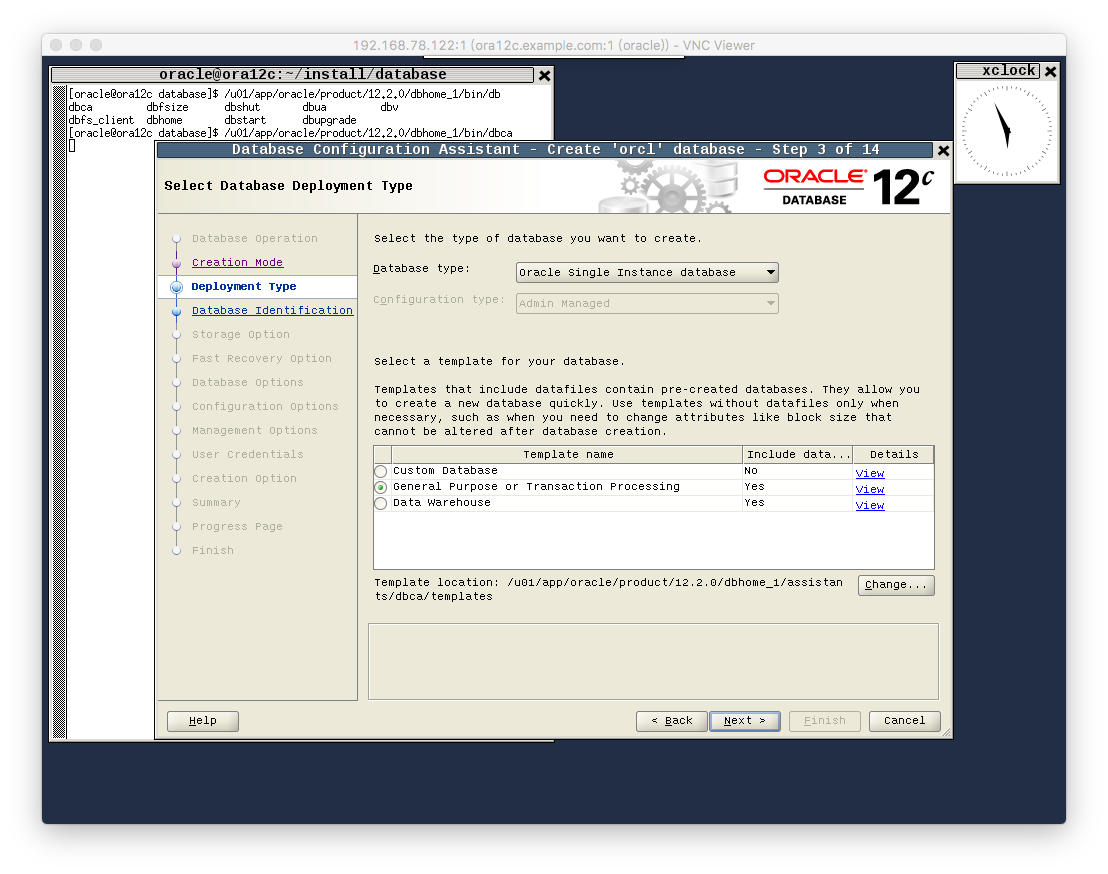 192.168.78.122:1 (ora12c.example.com:1 (oracle)) - VNC Viewer
oracle@ora12c:~/install/database
xclock
[oracle@ora12c database]$ /u01/app/oracle/product/12.2.0/dbhome_1/bin/db
dbca dbfsize dbshut dbua dbv
dbfs_client dbhome dbstart dbupgrade
[oracle@ora12c database]$ /u01/app/oracle/product/12.2.0/dbhome_1/bin/dbca
Database Configuration Assistant - Create 'orcl' database - Step 3 of 14
Select Database Deployment Type
ORACLE®
DATABASE
12c
Database Operation
Creation Mode
Deployment Type
Database Identification
Storage Option
Fast Recovery Option
Database Options
Configuration Options
Management Options
User Credentials
Creation Option
Summary
Progress Page
Finish
Select the type of database you want to create.
Database type: Oracle Single Instance database
Configuration type: Admin Managed
Select a template for your database.
Templates that include datafiles contain pre-created databases. They allow you
to create a new database quickly. Use templates without datafiles only when
necessary, such as when you need to change attributes like block size that
cannot be altered after database creation.
Template name Include data... Details
Custom Database No View
General Purpose or Transaction Processing Yes View
Data Warehouse Yes View
Template location: /u01/app/oracle/product/12.2.0/dbhome_1/assistan
ts/dbca/templates
Change...
Help < Back Next > Finish Cancel